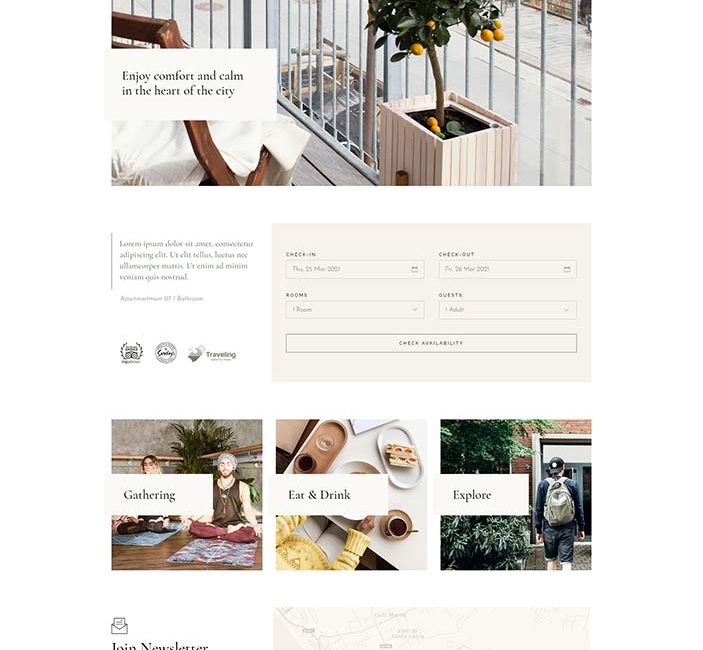 Enjoy comfort and calm
in the heart of the city
Lorem ipsum dolor sit amet, consectetur
adipiscing elit. Ut elit tellus, luctus nec
ullamcorper mattis. Ut enim ad minim
veniam quis nostrud.
Apartmartmant 07 / Bathroom
Traveling
CHECK-IN
CHECK-OUT
Thu, 25 Mar 2021
Fri, 26 Mar 2021
ROOMS
GUESTS
1 Room
1 Adult
CHECK AVAILABILITY
Gathering
Eat & Drink
Explore
Join Newsletter